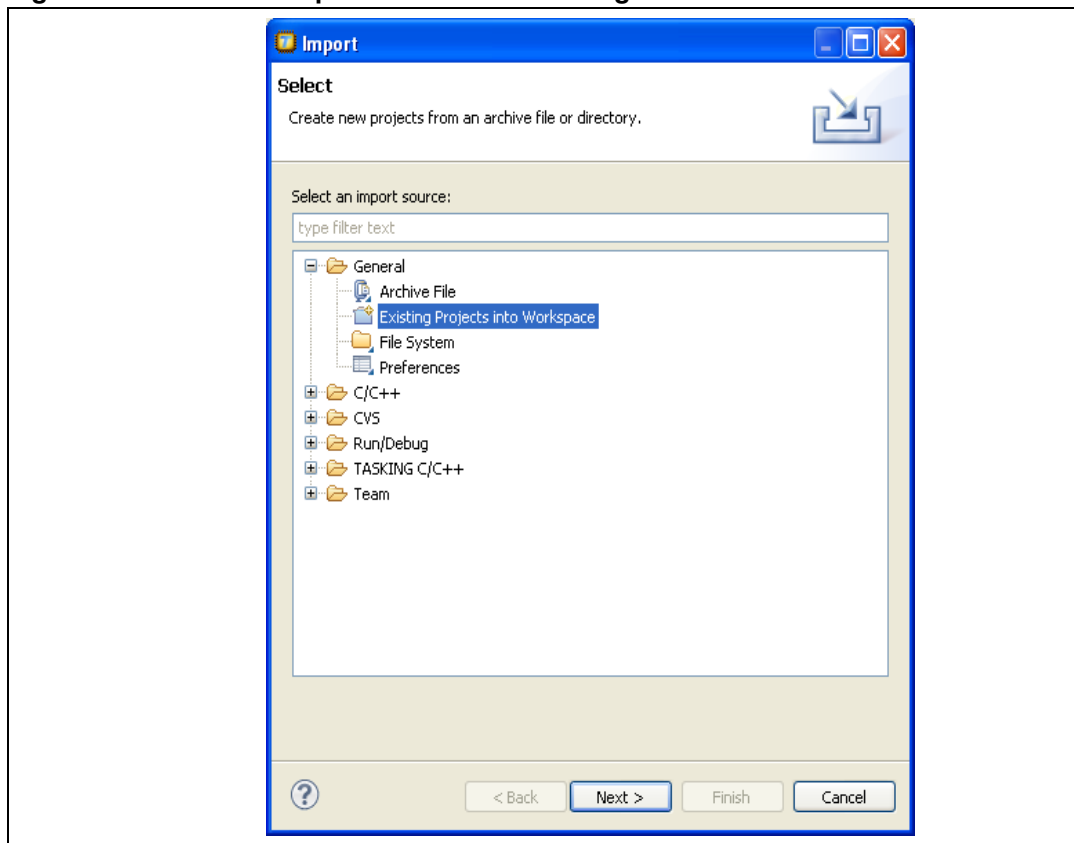 Import
Select
Create new projects from an archive file or directory.
Select an import source:
type filter text
General
Archive File
Existing Projects into Workspace
File System
Preferences
C/C++
CVS
Run/Debug
TASKING C/C++
Team
< Back Next > Finish Cancel